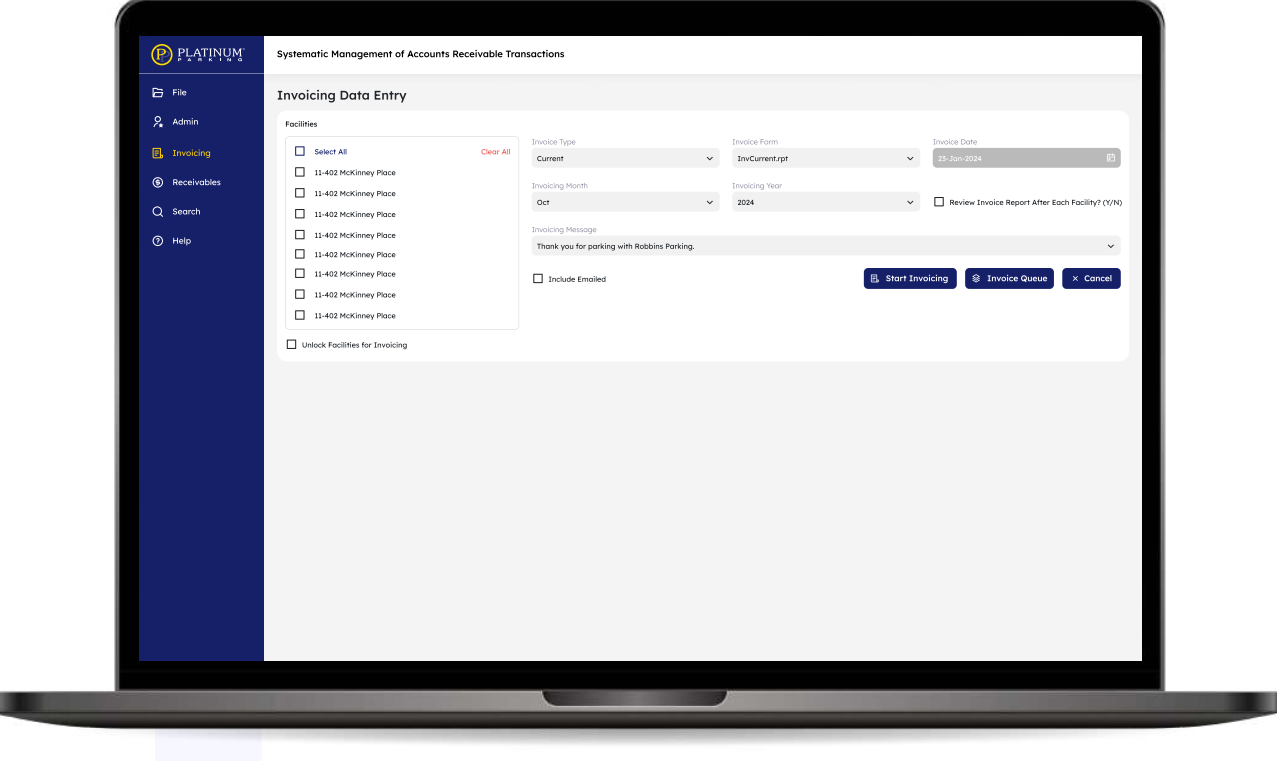 PLATINUM
PARKING
Systematic Management of Accounts Receivable Transactions
File
Admin
Invoicing
Receivables
Search
Help
Invoicing Data Entry
Facilities
Select All
Clear All
11-402 McKinney Place
11-402 McKinney Place
11-402 McKinney Place
11-402 McKinney Place
11-402 McKinney Place
11-402 McKinney Place
11-402 McKinney Place
11-402 McKinney Place
Unlock Facilities for Invoicing
Invoice Type
Invoice Form
Invoice Date
Current
InvCurrent.rpt
23-Jan-2024
Invoicing Month
Invoicing Year
Oct
2024
Review Invoice Report After Each Facility? (Y/N)
Invoicing Message
Thank you for parking with Robbins Parking.
Include Emailed
Start Invoicing
Invoice Queue
Cancel